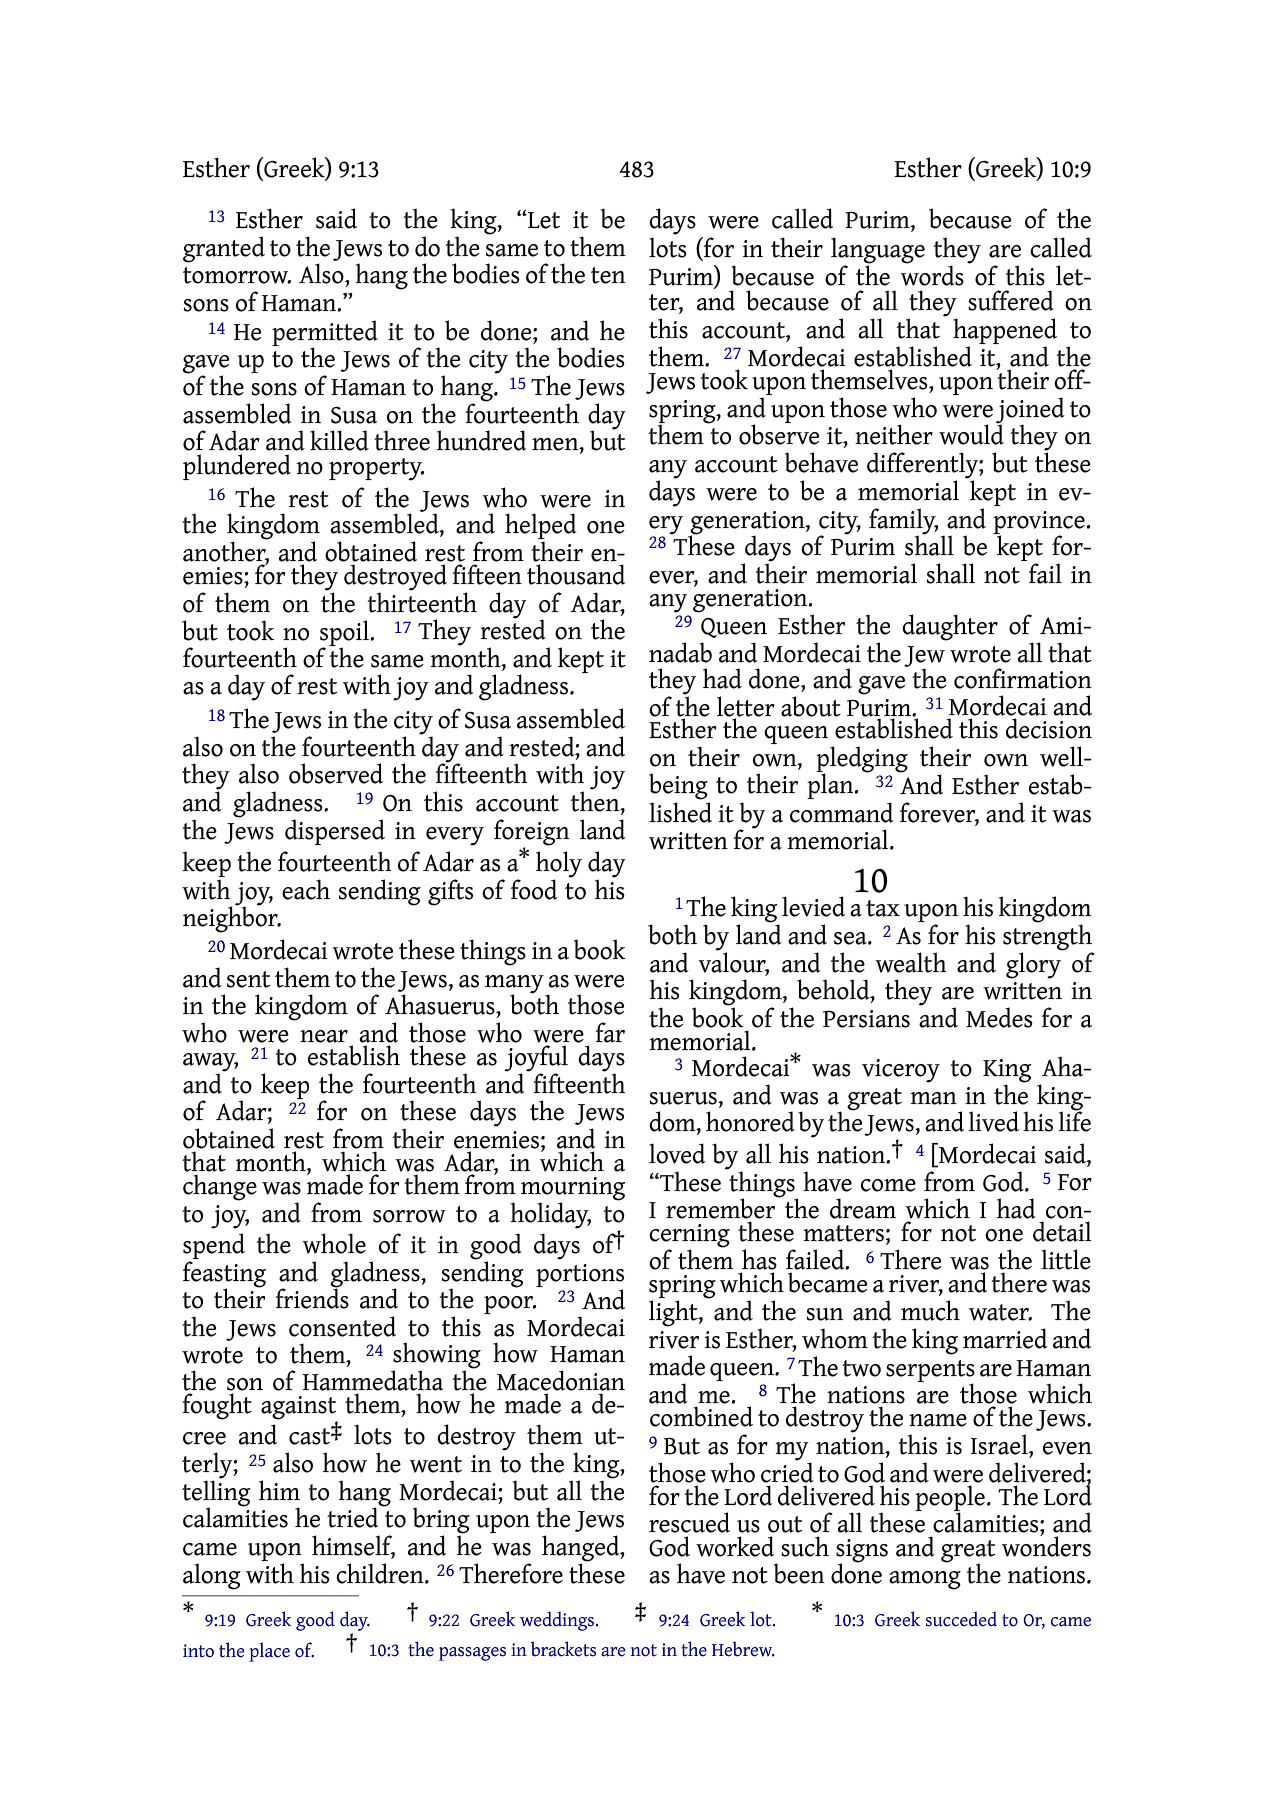 Esther (Greek) 9:13 483 Esther (Greek) 10:9
13 Esther said to the king, “Let it be
granted to the Jews to do the same to them
tomorrow. Also, hang the bodies of the ten
sons of Haman.”
14 He permitted it to be done; and he
gave up to the Jews of the city the bodies
of the sons of Haman to hang. 15 The Jews
assembled in Susa on the fourteenth day
of Adar and killed three hundred men, but
plundered no property.
16 The rest of the Jews who were in
the kingdom assembled, and helped one
another, and obtained rest from their en-
emies; for they destroyed fifteen thousand
of them on the thirteenth day of Adar,
but took no spoil. 17 They rested on the
fourteenth of the same month, and kept it
as a day of rest with joy and gladness.
18 The Jews in the city of Susa assembled
also on the fourteenth day and rested; and
they also observed the fifteenth with joy
and gladness. 19 On this account then,
the Jews dispersed in every foreign land
keep the fourteenth of Adar as a* holy day
with joy, each sending gifts of food to his
neighbor.
20 Mordecai wrote these things in a book
and sent them to the Jews, as many as were
in the kingdom of Ahasuerus, both those
who were near and those who were far
away, 21 to establish these as joyful days
and to keep the fourteenth and fifteenth
of Adar; 22 for on these days the Jews
obtained rest from their enemies; and in
that month, which was Adar, in which a
change was made for them from mourning
to joy, and from sorrow to a holiday, to
spend the whole of it in good days of†
feasting and gladness, sending portions
to their friends and to the poor. 23 And
the Jews consented to this as Mordecai
wrote to them, 24 showing how Haman
the son of Hammedatha the Macedonian
fought against them, how he made a de-
cree and cast‡ lots to destroy them ut-
terly; 25 also how he went in to the king,
telling him to hang Mordecai; but all the
calamities he tried to bring upon the Jews
came upon himself, and he was hanged,
along with his children. 26 Therefore these
days were called Purim, because of the
lots (for in their language they are called
Purim) because of the words of this let-
ter, and because of all they suffered on
this account, and all that happened to
them. 27 Mordecai established it, and the
Jews took upon themselves, upon their off-
spring, and upon those who were joined to
them to observe it, neither would they on
any account behave differently; but these
days were to be a memorial kept in ev-
ery generation, city, family, and province.
28 These days of Purim shall be kept for-
ever, and their memorial shall not fail in
any generation.
29 Queen Esther the daughter of Ami-
nadab and Mordecai the Jew wrote all that
they had done, and gave the confirmation
of the letter about Purim. 31 Mordecai and
Esther the queen established this decision
on their own, pledging their own well-
being to their plan. 32 And Esther estab-
lished it by a command forever, and it was
written for a memorial.
10
1 The king levied a tax upon his kingdom
both by land and sea. 2 As for his strength
and valour, and the wealth and glory of
his kingdom, behold, they are written in
the book of the Persians and Medes for a
memorial.
3 Mordecai* was viceroy to King Aha-
suerus, and was a great man in the king-
dom, honored by the Jews, and lived his life
loved by all his nation.† 4 [Mordecai said,
“These things have come from God. 5 For
I remember the dream which I had con-
cerning these matters; for not one detail
of them has failed. 6 There was the little
spring which became a river, and there was
light, and the sun and much water. The
river is Esther, whom the king married and
made queen. 7 The two serpents are Haman
and me. 8 The nations are those which
combined to destroy the name of the Jews.
9 But as for my nation, this is Israel, even
those who cried to God and were delivered;
for the Lord delivered his people. The Lord
rescued us out of all these calamities; and
God worked such signs and great wonders
as have not been done among the nations.
* 9:19 Greek good day. † 9:22 Greek weddings. ‡ 9:24 Greek lot. * 10:3 Greek succeded to Or, came
into the place of. † 10:3 the passages in brackets are not in the Hebrew.